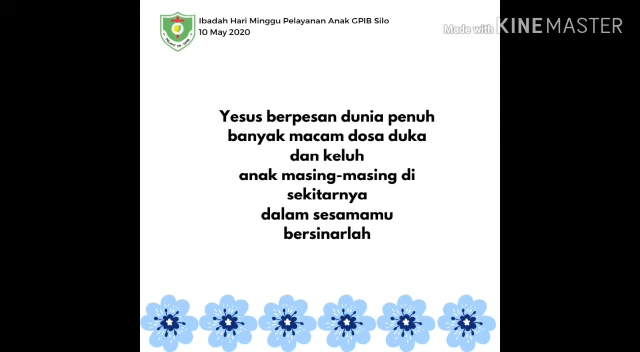 Ibadah Hari Minggu Pelayanan Anak GPIB Silo
10 May 2020
Made with KINEMASTER
Yesus berpesan dunia penuh
banyak macam dosa duka
dan keluh
anak masing-masing di
sekitarnya
dalam sesamamu
bersinarlah